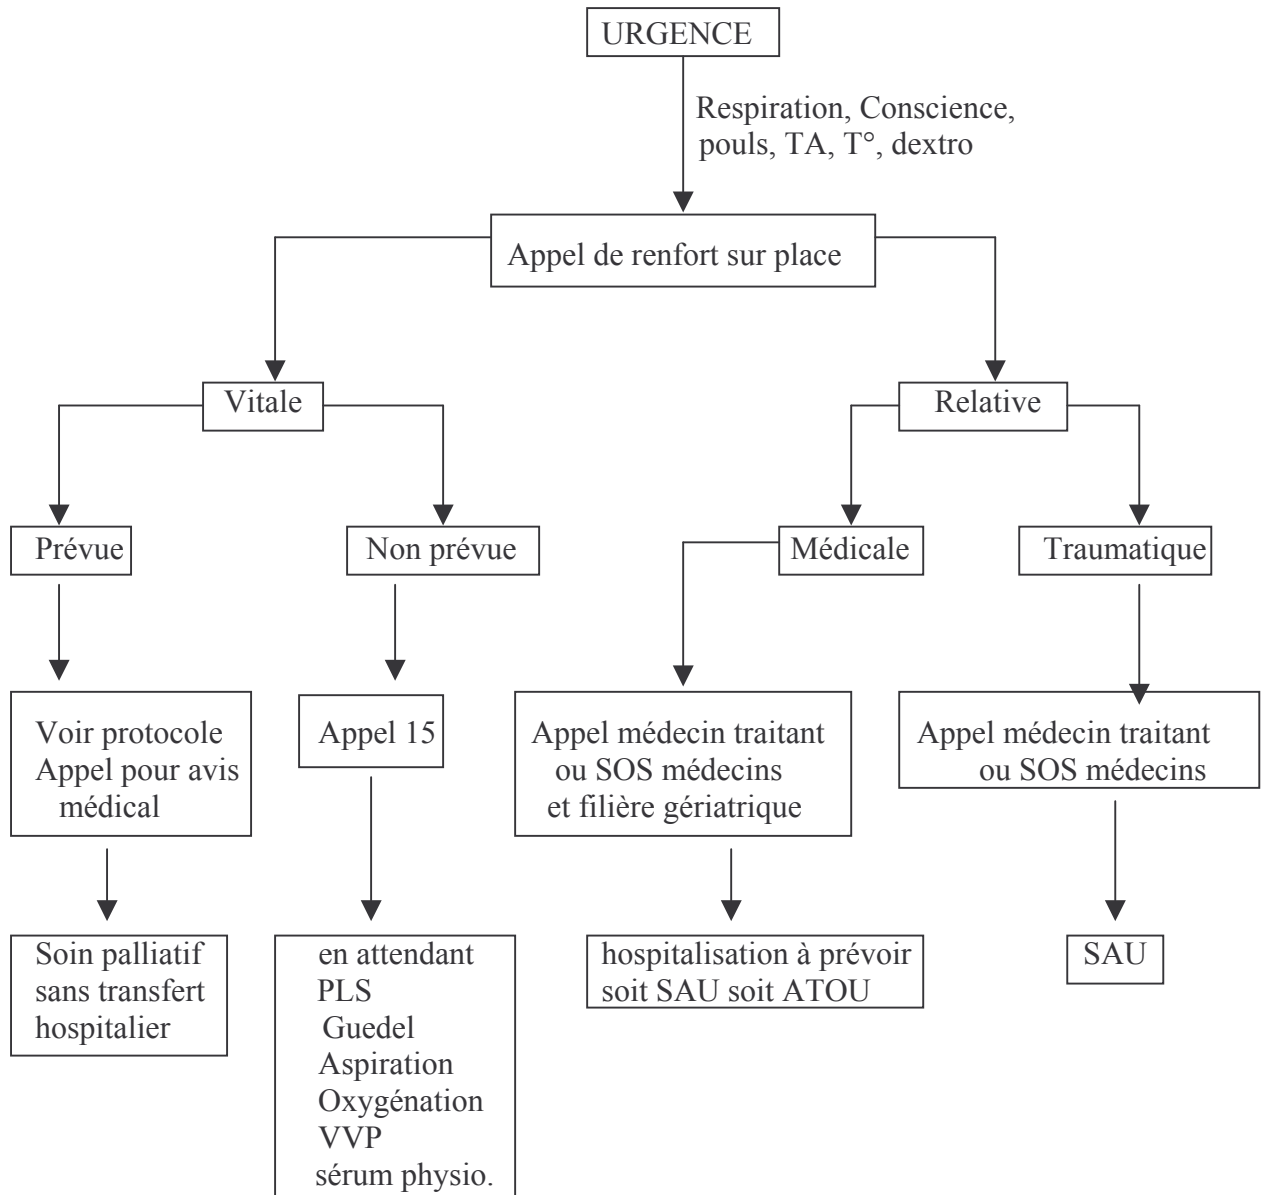 URGENCE
Respiration, Conscience,
pouls, TA, T°, dextro
Appel de renfort sur place
Vitale
Relative
Prévue
Non prévue
Médicale
Traumatique
Voir protocole
Appel pour avis
médical
Appel 15
Appel médecin traitant
ou SOS médecins
et filière gériatrique
Appel médecin traitant
ou SOS médecins
Soin palliatif
sans transfert
hospitalier
en attendant
PLS
Guedel
Aspiration
Oxygénation
VVP
sérum physio.
hospitalisation à prévoir
soit SAU soit ATOU
SAU